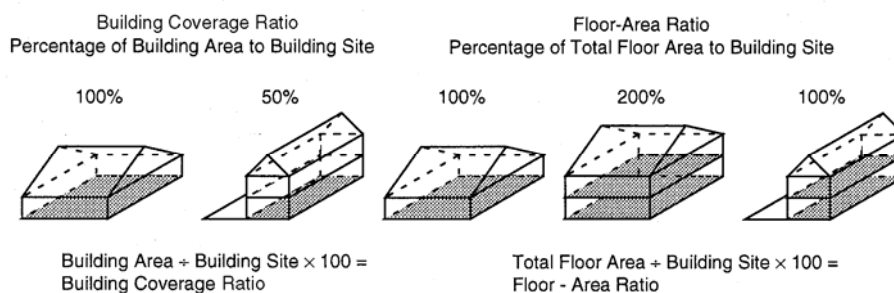 Building Coverage Ratio
Percentage of Building Area to Building Site
100%
50%
Building Area ÷ Building Site × 100 =
Building Coverage Ratio
Floor-Area Ratio
Percentage of Total Floor Area to Building Site
100%
200%
100%
Total Floor Area ÷ Building Site × 100 =
Floor - Area Ratio